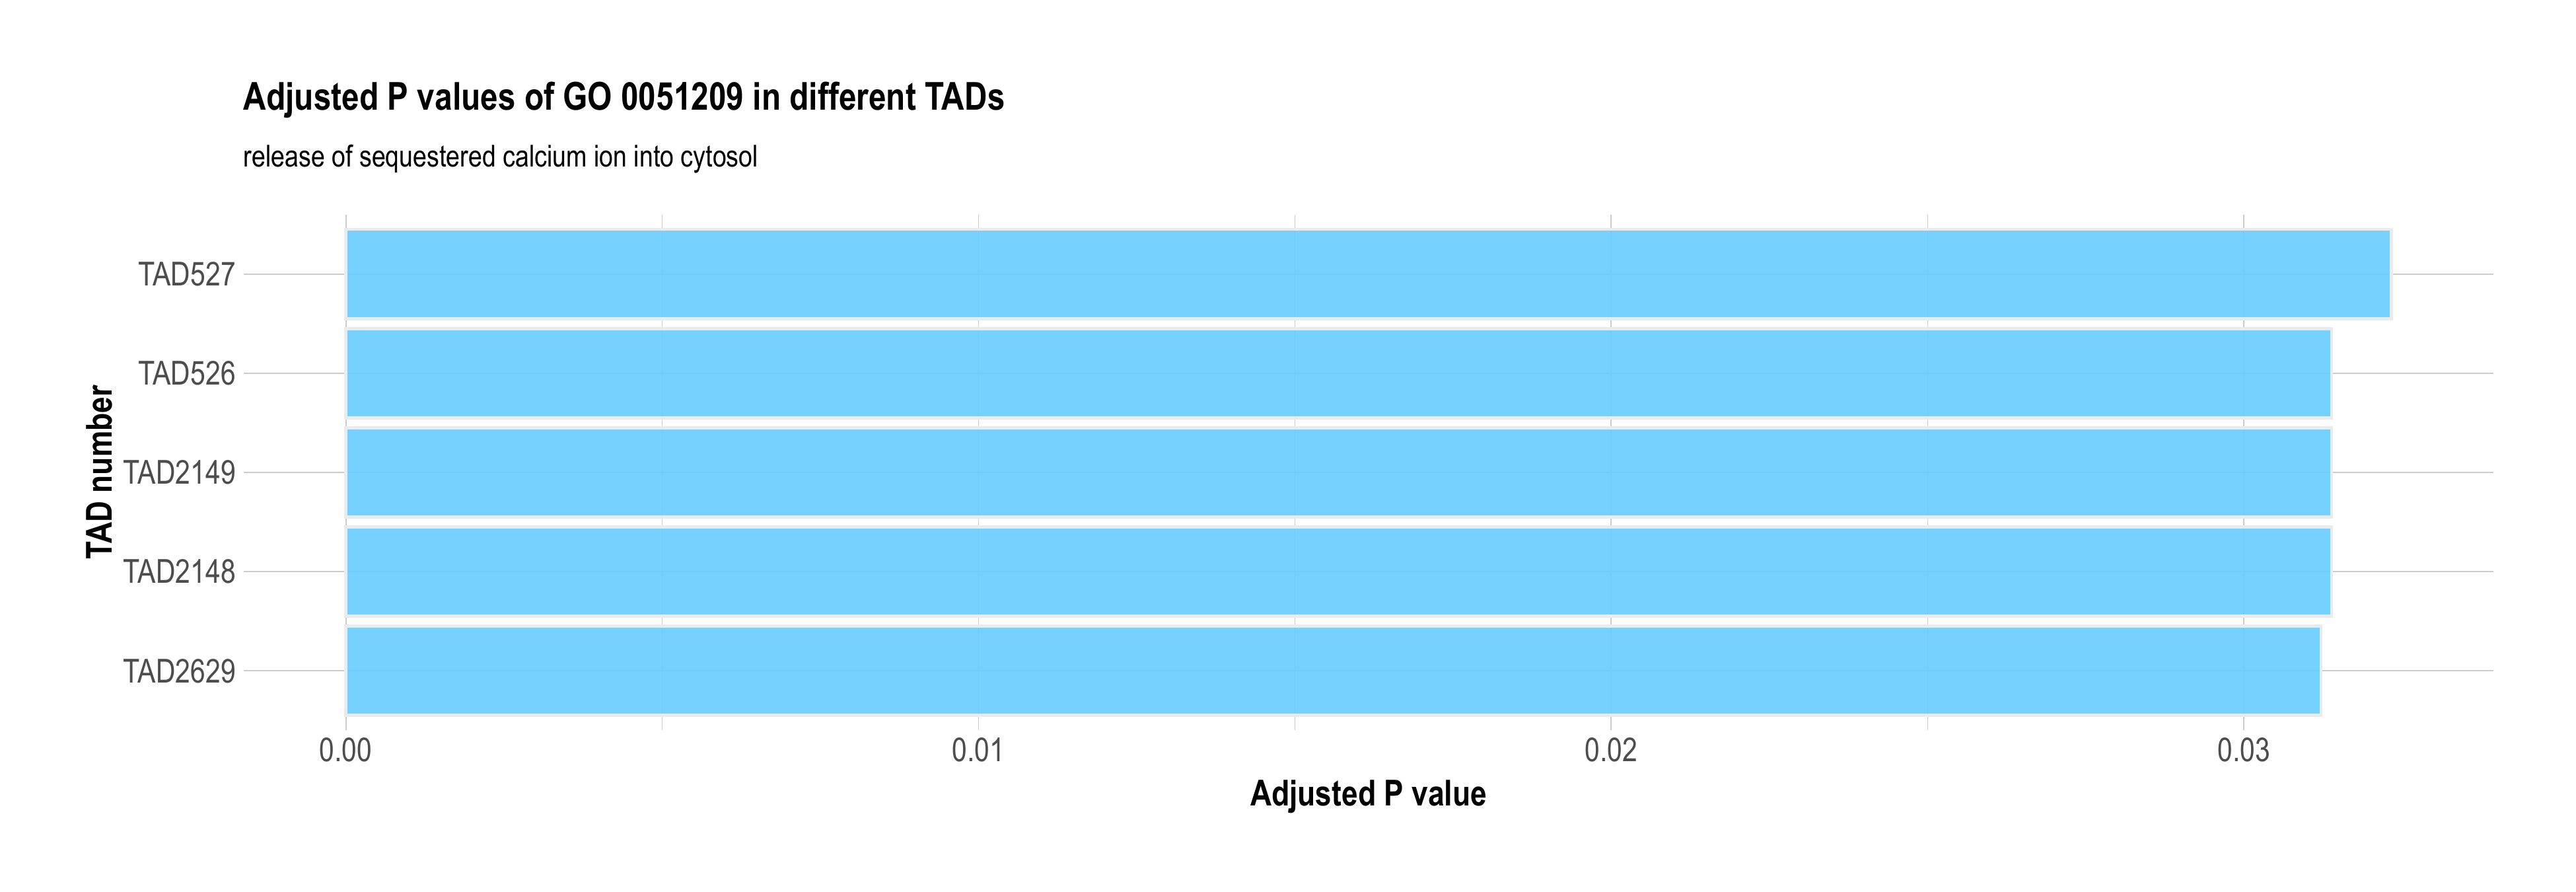 Adjusted P values of GO 0051209 in different TADs
release of sequestered calcium ion into cytosol
TAD number
TAD527
TAD526
TAD2149
TAD2148
TAD2629
0.00 0.01 0.02 0.03
Adjusted P value